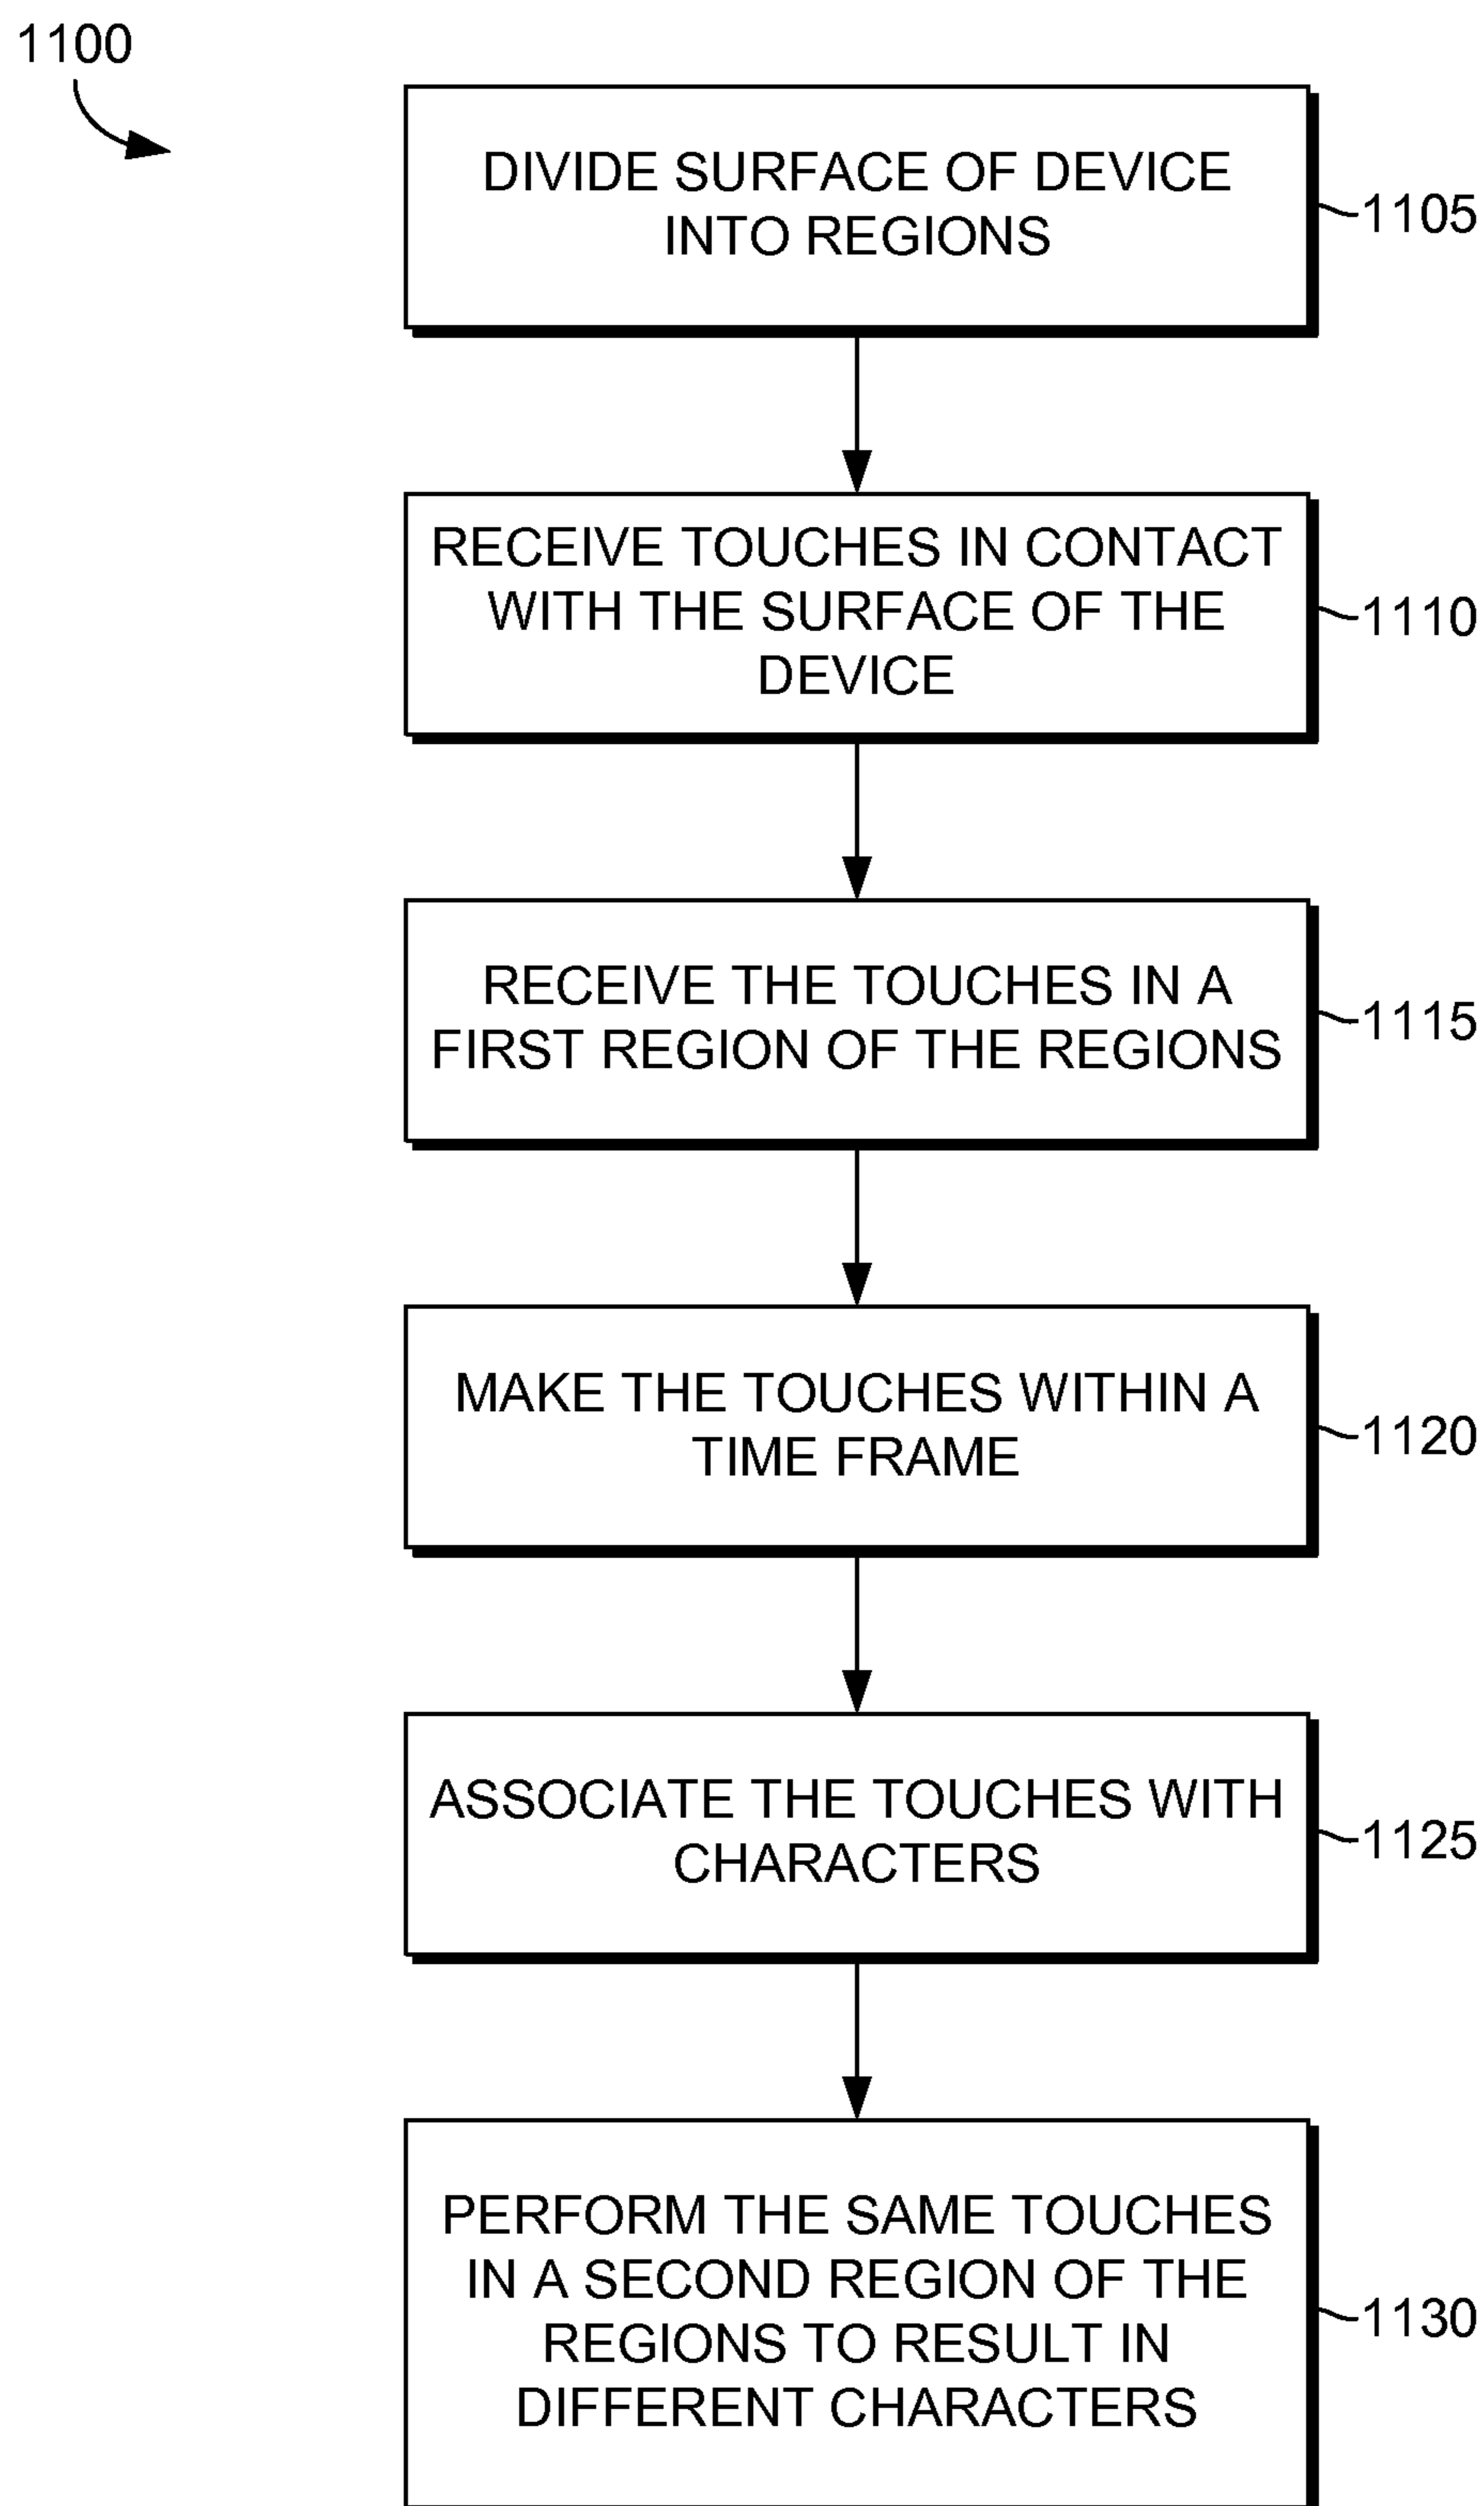 1100
DIVIDE SURFACE OF DEVICE
INTO REGIONS
1105
RECEIVE TOUCHES IN CONTACT
WITH THE SURFACE OF THE
DEVICE
1110
RECEIVE THE TOUCHES IN A
FIRST REGION OF THE REGIONS
1115
MAKE THE TOUCHES WITHIN A
TIME FRAME
1120
ASSOCIATE THE TOUCHES WITH
CHARACTERS
1125
PERFORM THE SAME TOUCHES
IN A SECOND REGION OF THE
REGIONS TO RESULT IN
DIFFERENT CHARACTERS
1130